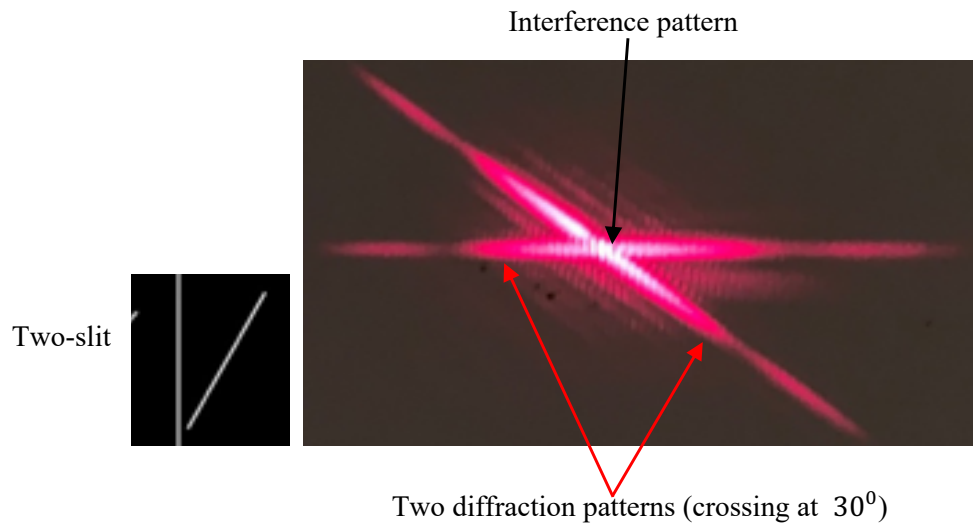 Interference pattern
Two-slit
Two diffraction patterns (crossing at 30⁰)